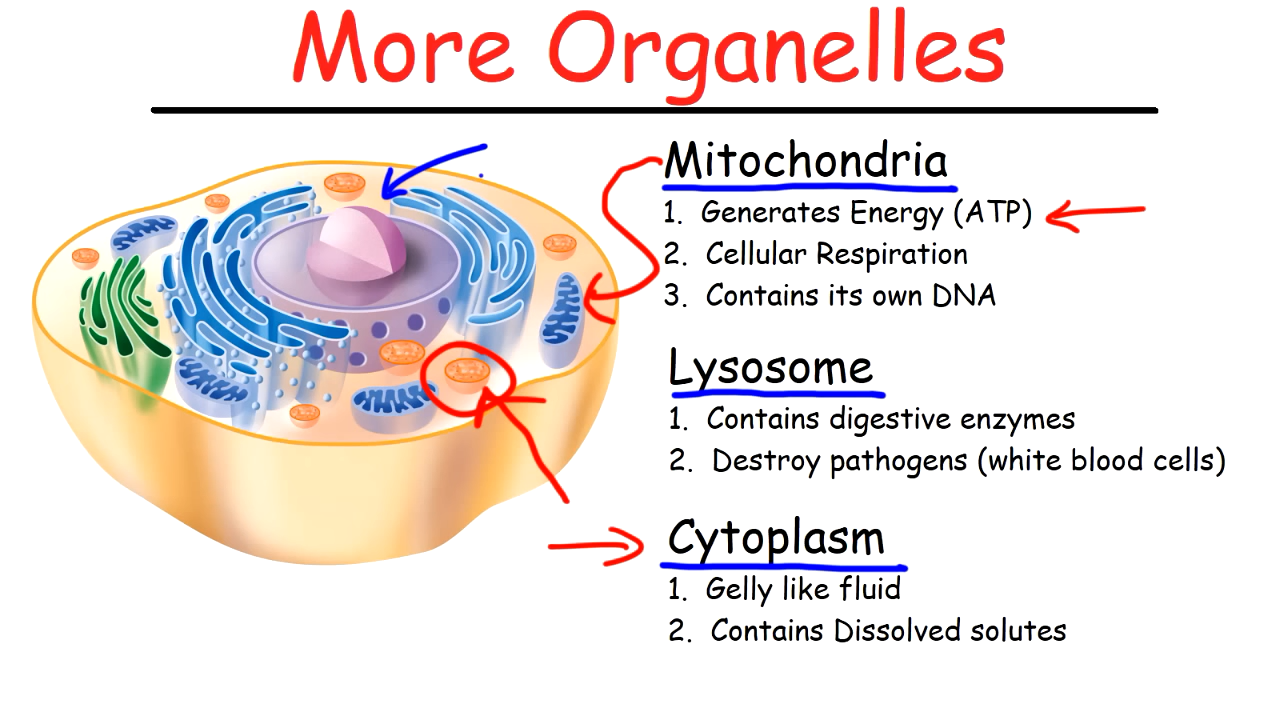 More Organelles
Mitochondria
1. Generates Energy (ATP)
2. Cellular Respiration
3. Contains its own DNA
Lysosome
1. Contains digestive enzymes
2. Destroy pathogens (white blood cells)
Cytoplasm
1. Gelly like fluid
2. Contains Dissolved solutes